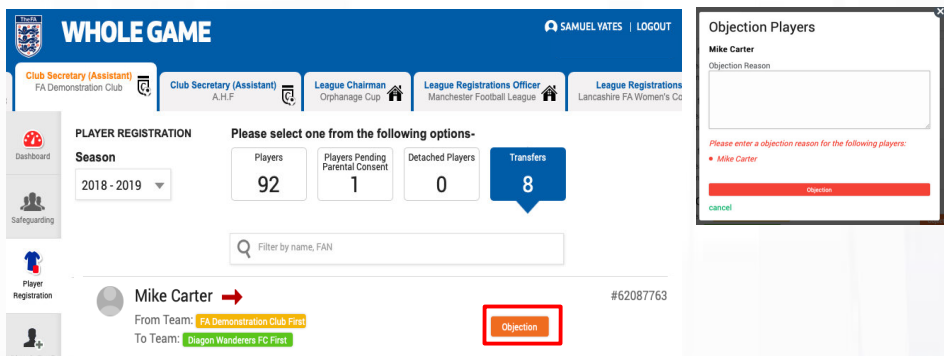 TheFA
WHOLE GAME
SAMUEL YATES | LOGOUT
Club Secretary (Assistant)
FA Demonstration Club
Club Secretary (Assistant)
A.H.F
League Chairman
Orphanage Cup
League Registrations Officer
Manchester Football League
League Registrations
Lancashire FA Women's Co
Dashboard
Safeguarding
Player
Registration
PLAYER REGISTRATION
Season
2018 - 2019
Please select one from the following options-
Players
92
Players Pending
Parental Consent
1
Detached Players
0
Transfers
8
Filter by name, FAN
Mike Carter
#62087763
From Team: FA Demonstration Club First
To Team: Diagon Wanderers FC First
Objection
Objection Players
Mike Carter
Objection Reason
Please enter a objection reason for the following players:
Mike Carter
Objection
cancel